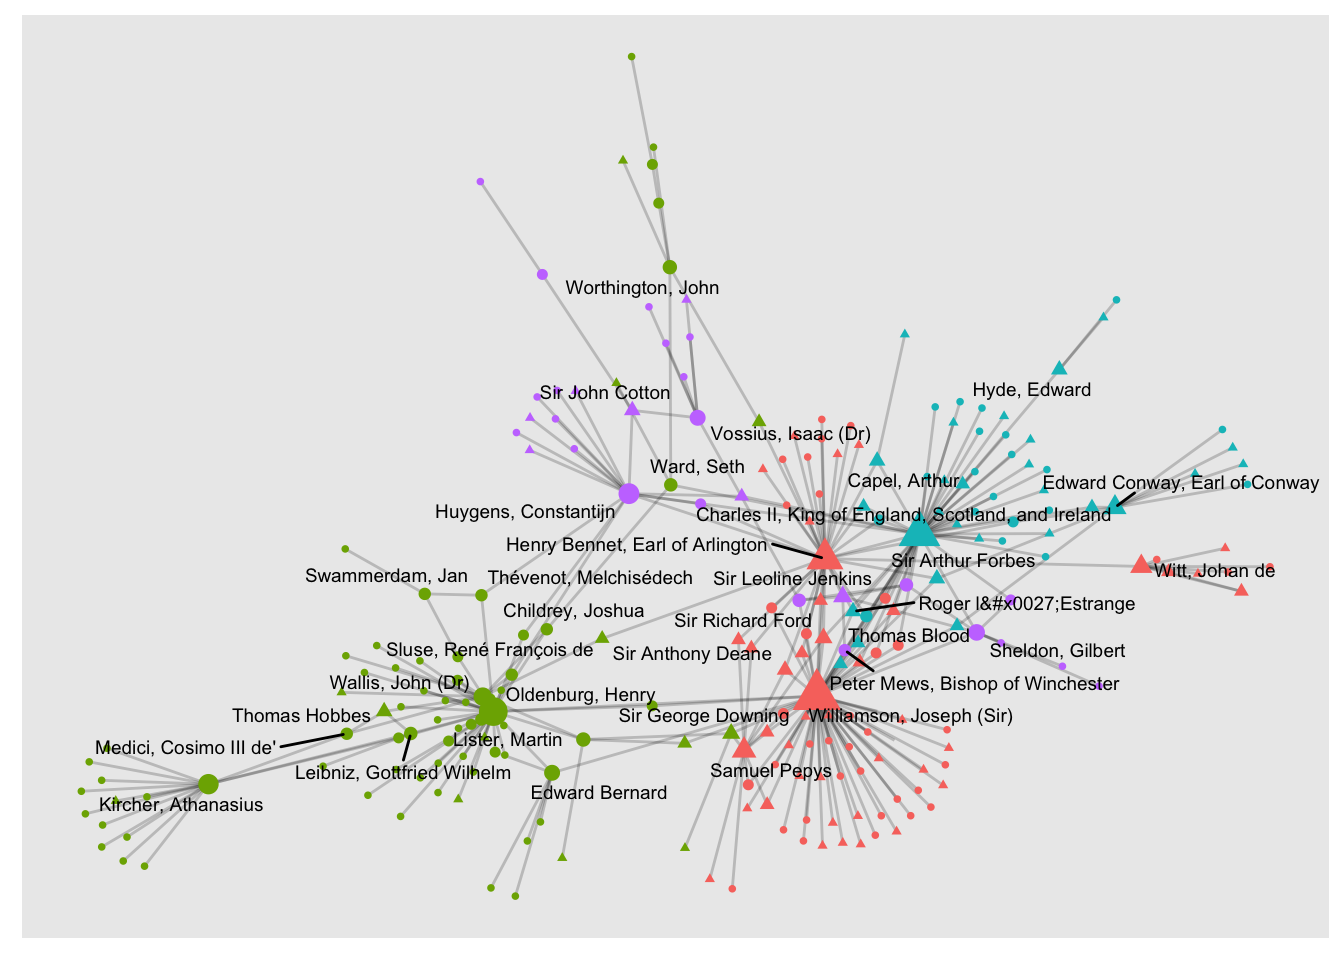 Worthington, John
Sir John Cotton
Hyde, Edward
Vossius, Isaac (Dr)
Ward, Seth
Capel, Arthur
Edward Conway, Earl of Conway
Huygens, Constantijn
Charles II, King of England, Scotland, and Ireland
Henry Bennet, Earl of Arlington
Sir Arthur Forbes
Witt, Johan de
Swammerdam, Jan
Thévenot, Melchisédech
Sir Leoline Jenkins
Roger l&#x0027;Estrange
Childrey, Joshua
Sir Richard Ford
Thomas Blood
Sluse, René François de
Sir Anthony Deane
Sheldon, Gilbert
Wallis, John (Dr)
Oldenburg, Henry
Peter Mews, Bishop of Winchester
Thomas Hobbes
Sir George Downing
Williamson, Joseph (Sir)
Medici, Cosimo III de'
Lister, Martin
Leibniz, Gottfried Wilhelm
Samuel Pepys
Edward Bernard
Kircher, Athanasius